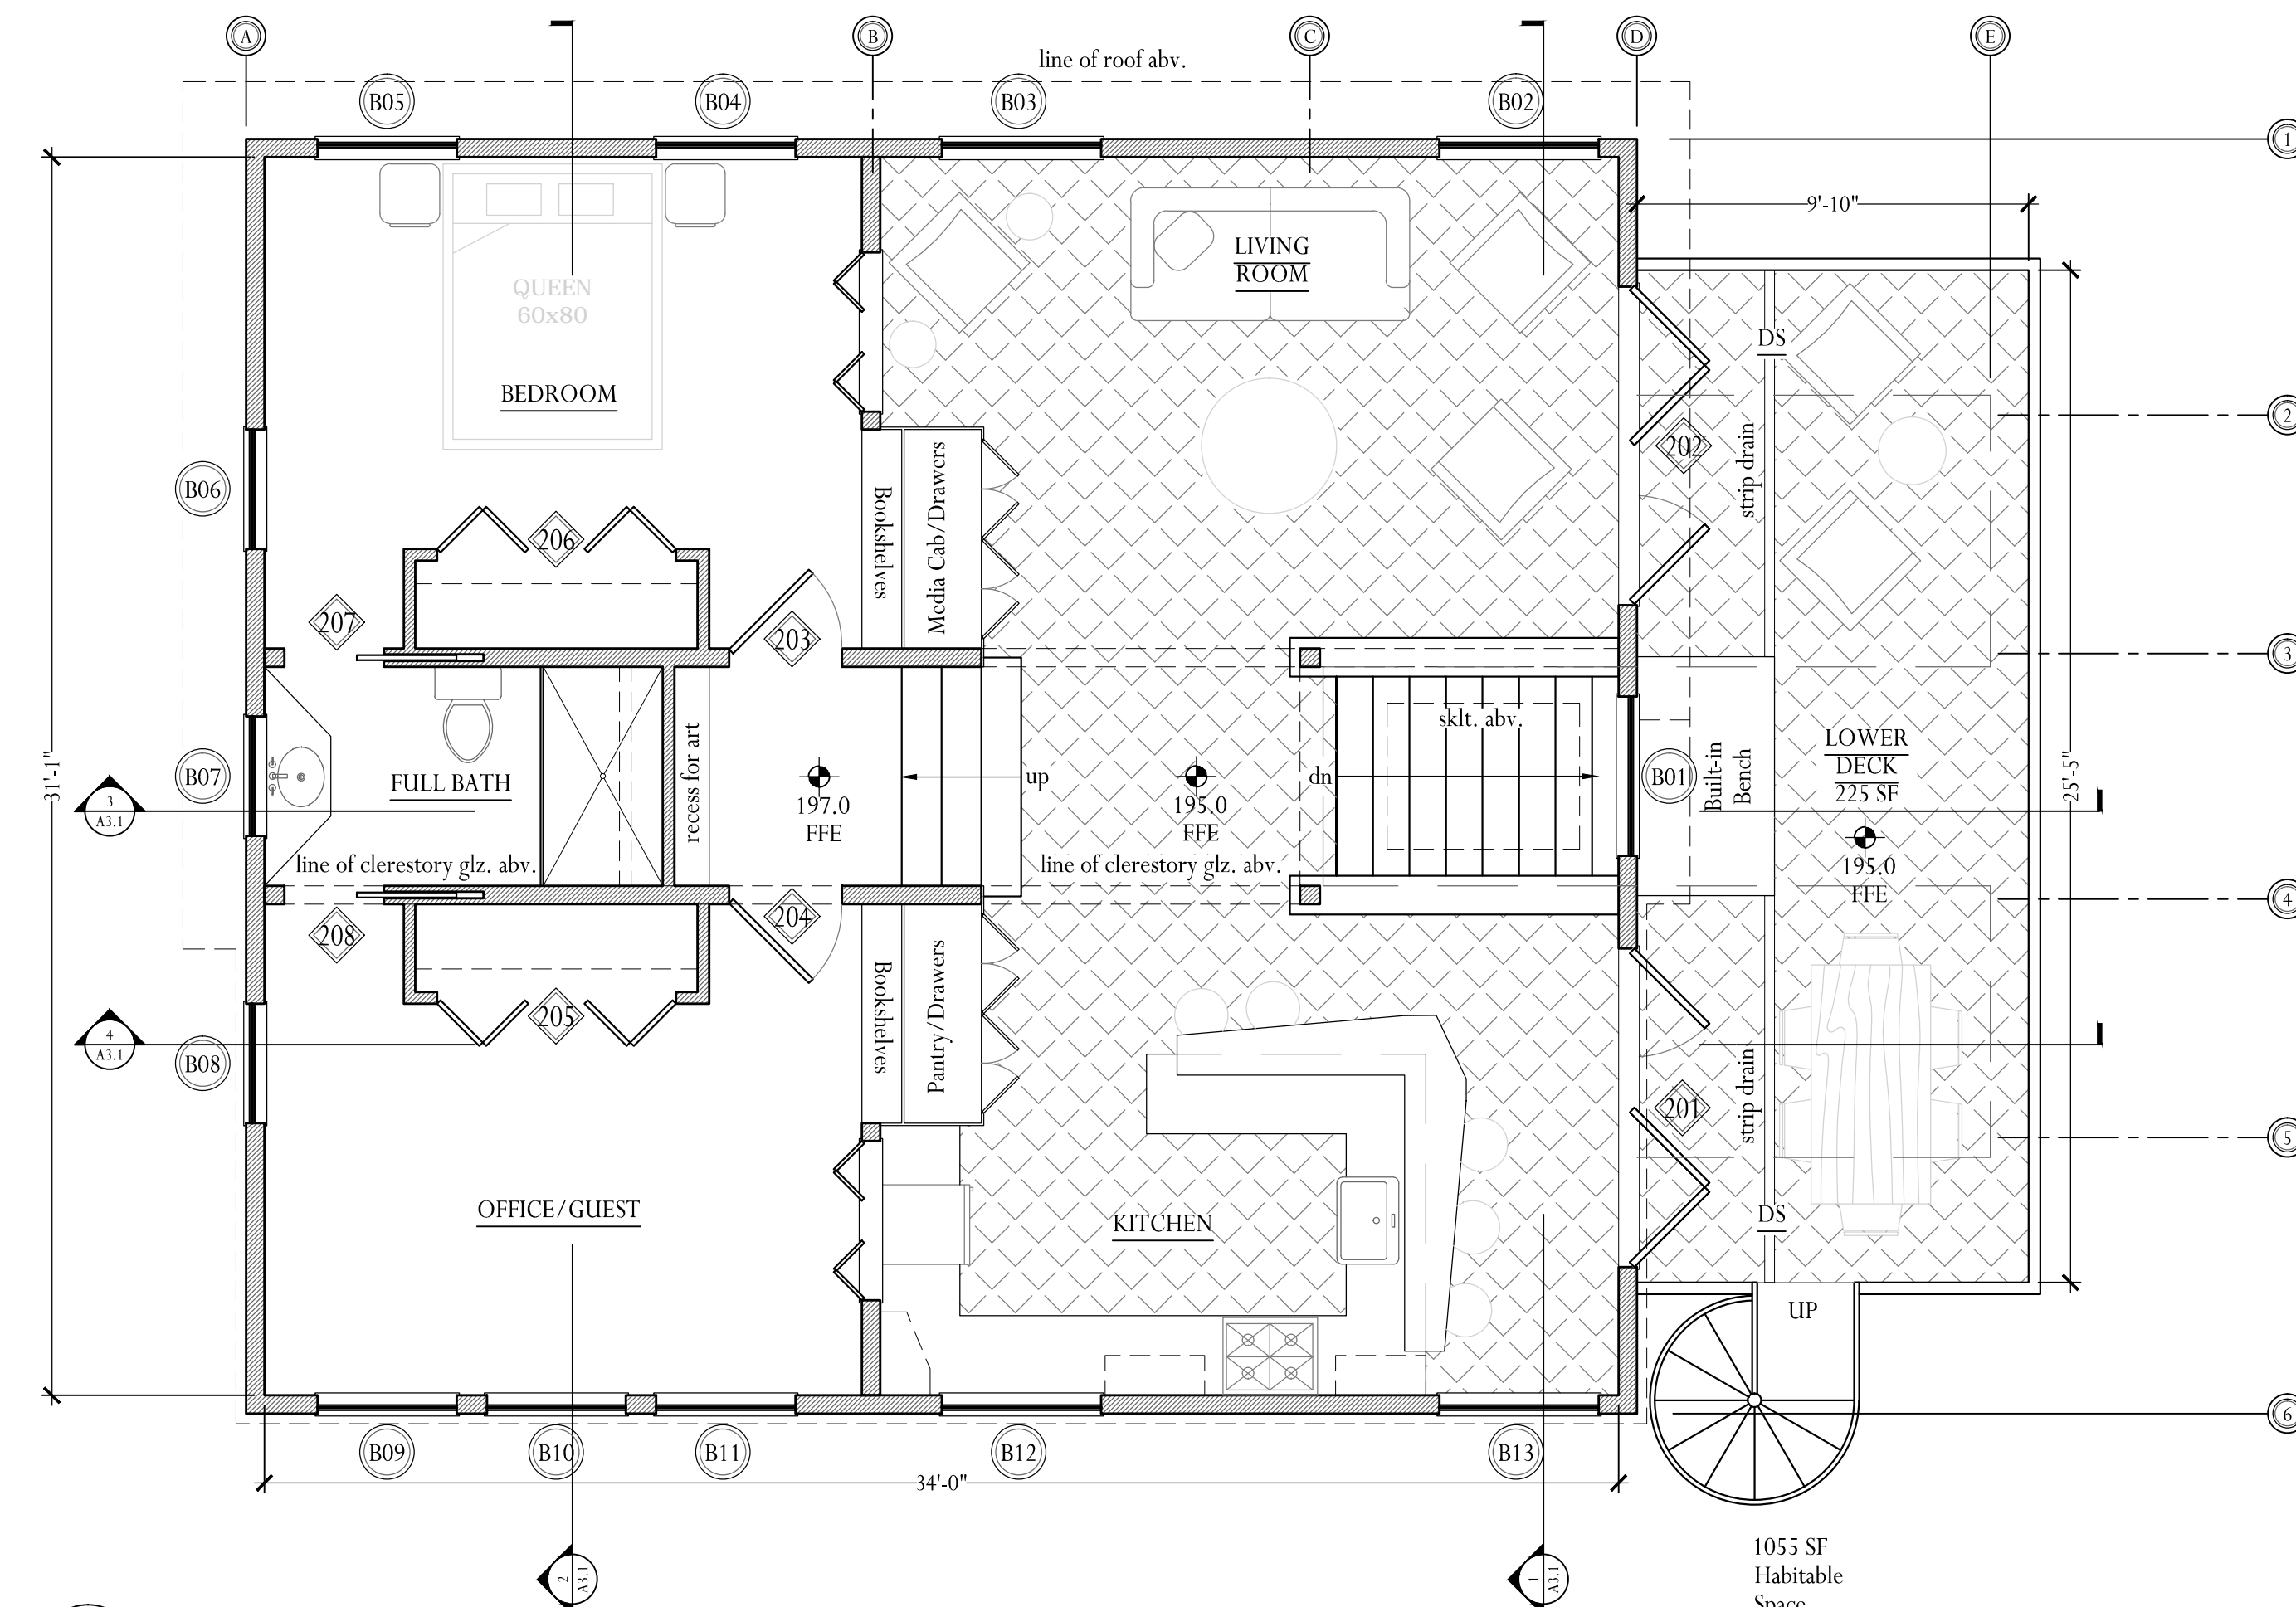 A
B
C
D
E
line of roof abv.
B05
B04
B03
B02
1
9'-10"
LIVING
ROOM
QUEEN
60x80
BEDROOM
DS
2
202
strip drain
B06
Bookshelves
Media Cab/Drawers
206
207
203
3
sklt. abv.
recess for art
B07
FULL BATH
197.0
FFE
up
195.0
FFE
dn
B01
Built-in
Bench
LOWER
DECK
225 SF
195.0
FFE
31'-1"
25'-5"
3
A3.1
line of clerestory glz. abv.
line of clerestory glz. abv.
4
208
204
205
Bookshelves
Pantry/Drawers
4
A3.1
B08
strip drain
201
5
OFFICE/GUEST
KITCHEN
DS
UP
6
B09
B10
B11
B12
B13
34'-0"
2
A3.1
1
A3.1
1055 SF
Habitable
Space